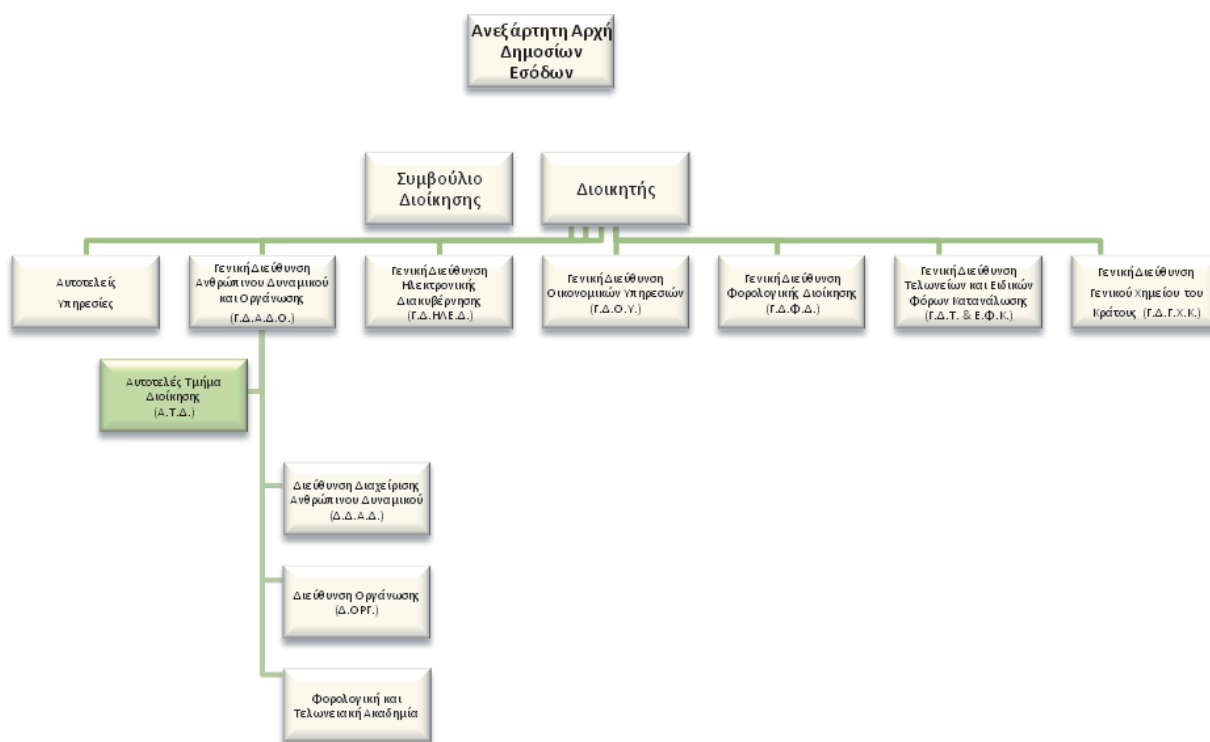 Ανεξάρτητη Αρχή
Δημοσίων
Εσόδων
Συμβούλιο
Διοίκησης
Διοικητής
Αυτοτελείς
Υπηρεσίες
Γενική Διεύθυνση
Ανθρώπινου Δυναμικού
και Οργάνωσης
(Γ.Δ.Α.Δ.Ο.)
Γενική Διεύθυνση
Ηλεκτρονικής
Διακυβέρνησης
(Γ.Δ.ΗΛΕ.Δ.)
Γενική Διεύθυνση
Οικονομικών Υπηρεσιών
(Γ.Δ.Ο.Υ.)
Γενική Διεύθυνση
Φορολογικής Διοίκησης
(Γ.Δ.Φ.Δ.)
Γενική Διεύθυνση
Τελωνείων και Ειδικών
Φόρων Κατανάλωσης
(Γ.Δ.Τ. & Ε.Φ.Κ.)
Γενική Διεύθυνση
Γενικού Χημείου του
Κράτους (Γ.Δ.Γ.Χ.Κ.)
Αυτοτελές Τμήμα
Διοίκησης
(Α.Τ.Δ.)
Διεύθυνση Διαχείρισης
Ανθρώπινου Δυναμικού
(Δ.Δ.Α.Δ.)
Διεύθυνση Οργάνωσης
(Δ.ΟΡΓ.)
Φορολογική και
Τελωνειακή Ακαδημία